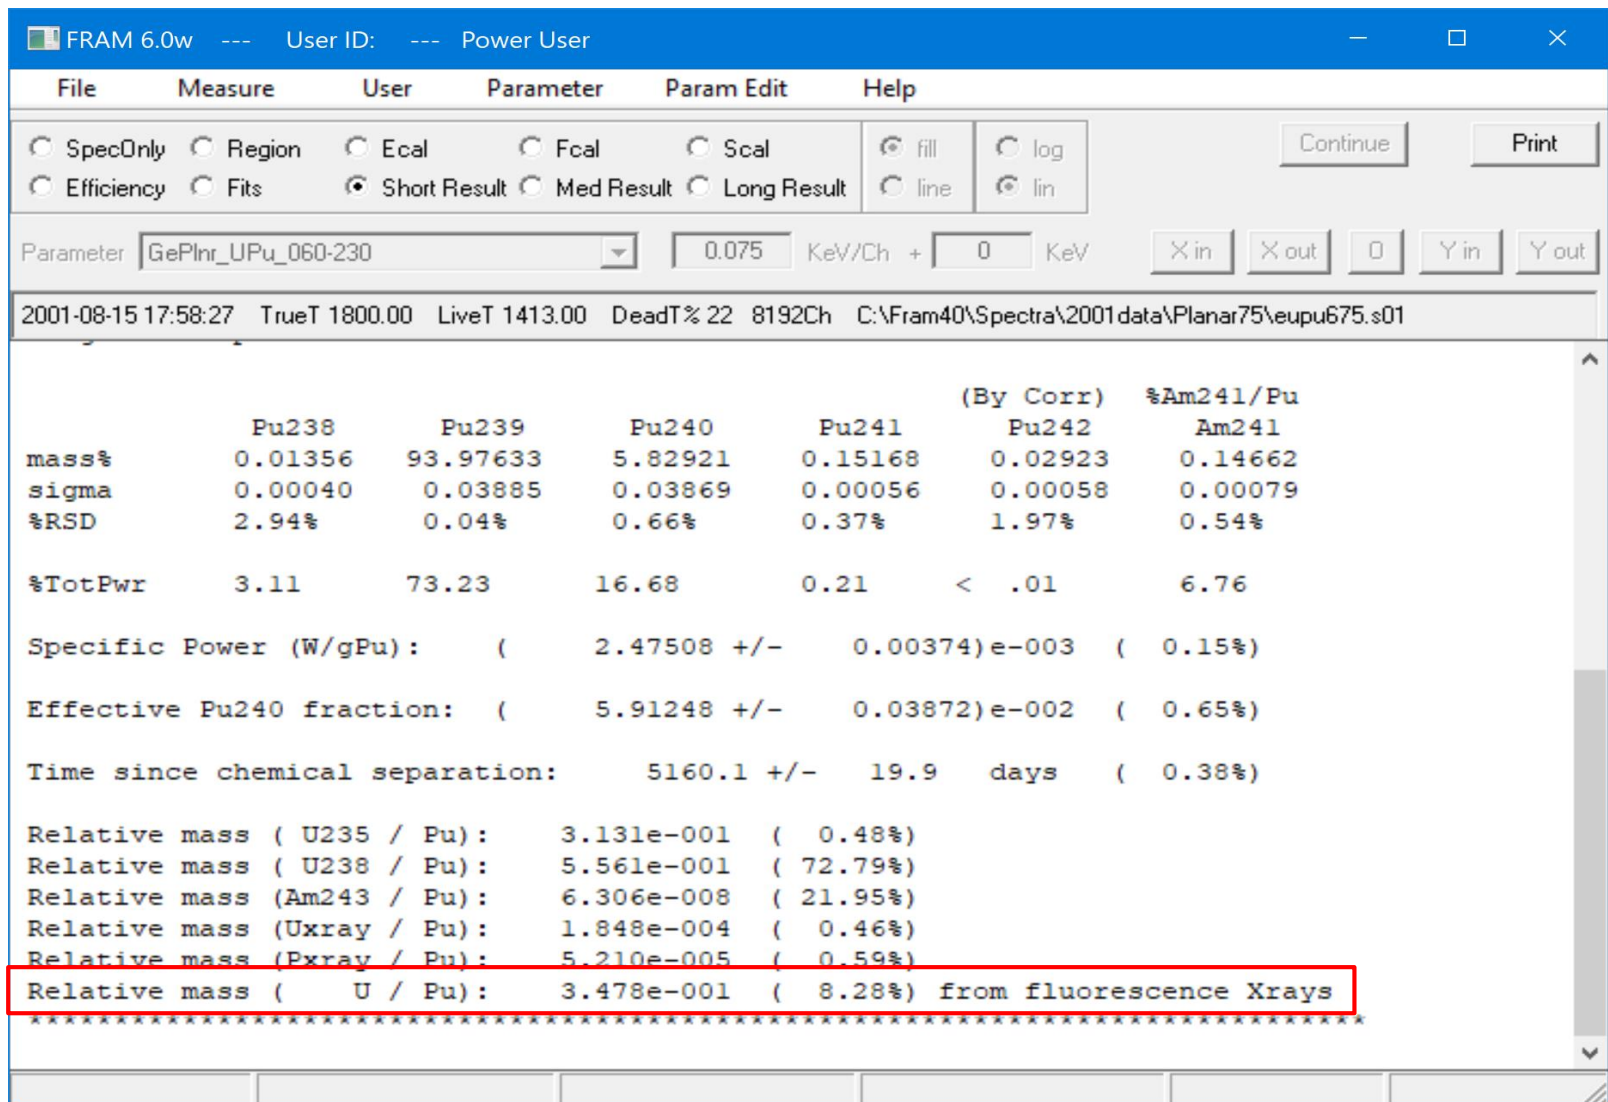 FRAM 6.0w --- User ID: --- Power User
File Measure User Parameter Param Edit Help
SpecOnly Region Ecal Fcal Scal fill log Continue Print
Efficiency Fits Short Result Med Result Long Result line lin
Parameter GePlnr_UPu_060-230 0.075 KeV/Ch + 0 KeV X in X out 0 Y in Y out
2001-08-15 17:58:27 TrueT 1800.00 LiveT 1413.00 DeadT% 22 8192Ch C:\Fram40\Spectra\2001data\Planar75\eupu675.s01
(By Corr) %Am241/Pu
Pu238 Pu239 Pu240 Pu241 Pu242 Am241
mass% 0.01356 93.97633 5.82921 0.15168 0.02923 0.14662
sigma 0.00040 0.03885 0.03869 0.00056 0.00058 0.00079
%RSD 2.94% 0.04% 0.66% 0.37% 1.97% 0.54%
%TotPwr 3.11 73.23 16.68 0.21 < .01 6.76
Specific Power (W/gPu): ( 2.47508 +/- 0.00374)e-003 ( 0.15%)
Effective Pu240 fraction: ( 5.91248 +/- 0.03872)e-002 ( 0.65%)
Time since chemical separation: 5160.1 +/- 19.9 days ( 0.38%)
Relative mass ( U235 / Pu): 3.131e-001 ( 0.48%)
Relative mass ( U238 / Pu): 5.561e-001 ( 72.79%)
Relative mass (Am243 / Pu): 6.306e-008 ( 21.95%)
Relative mass (Uxray / Pu): 1.848e-004 ( 0.46%)
Relative mass (Pxray / Pu): 5.210e-005 ( 0.59%)
Relative mass ( U / Pu): 3.478e-001 ( 8.28%) from fluorescence Xrays
*******************************************************************************